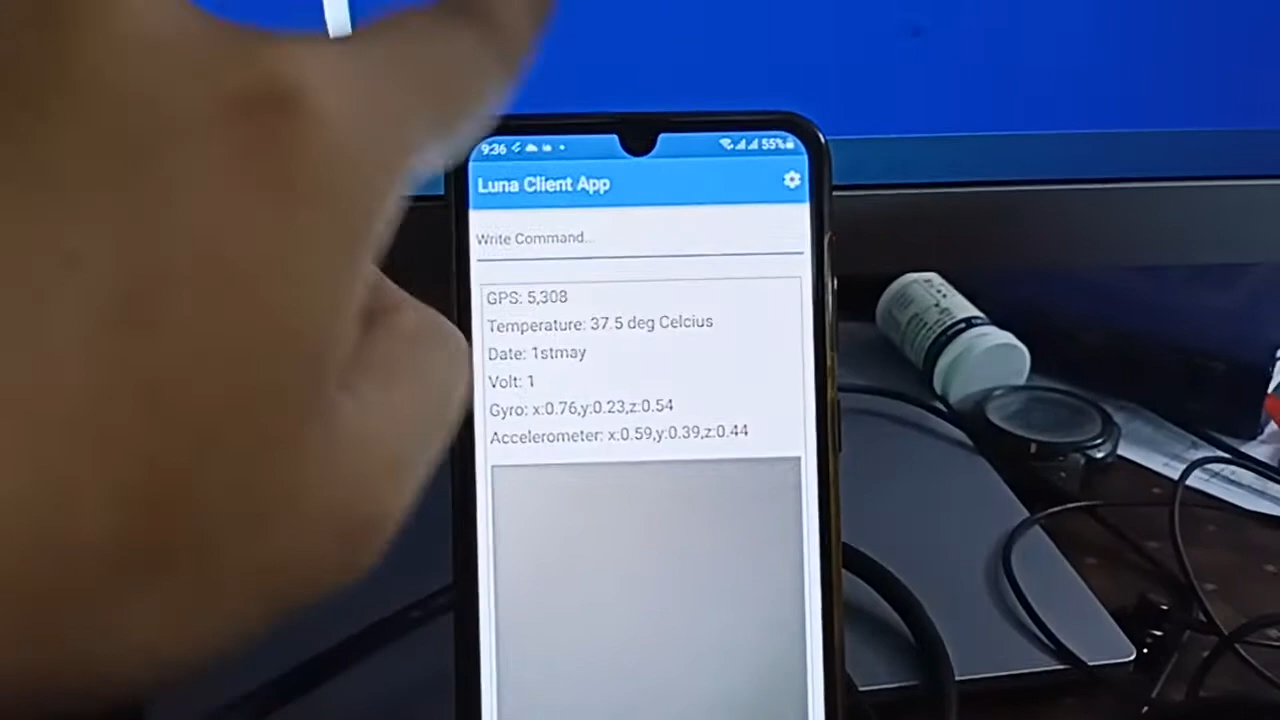 9:36 55%
Luna Client App
Write Command...
GPS: 5,308
Temperature: 37.5 deg Celcius
Date: 1stmay
Volt: 1
Gyro: x:0.76,y:0.23,z:0.54
Accelerometer: x:0.59,y:0.39,z:0.44